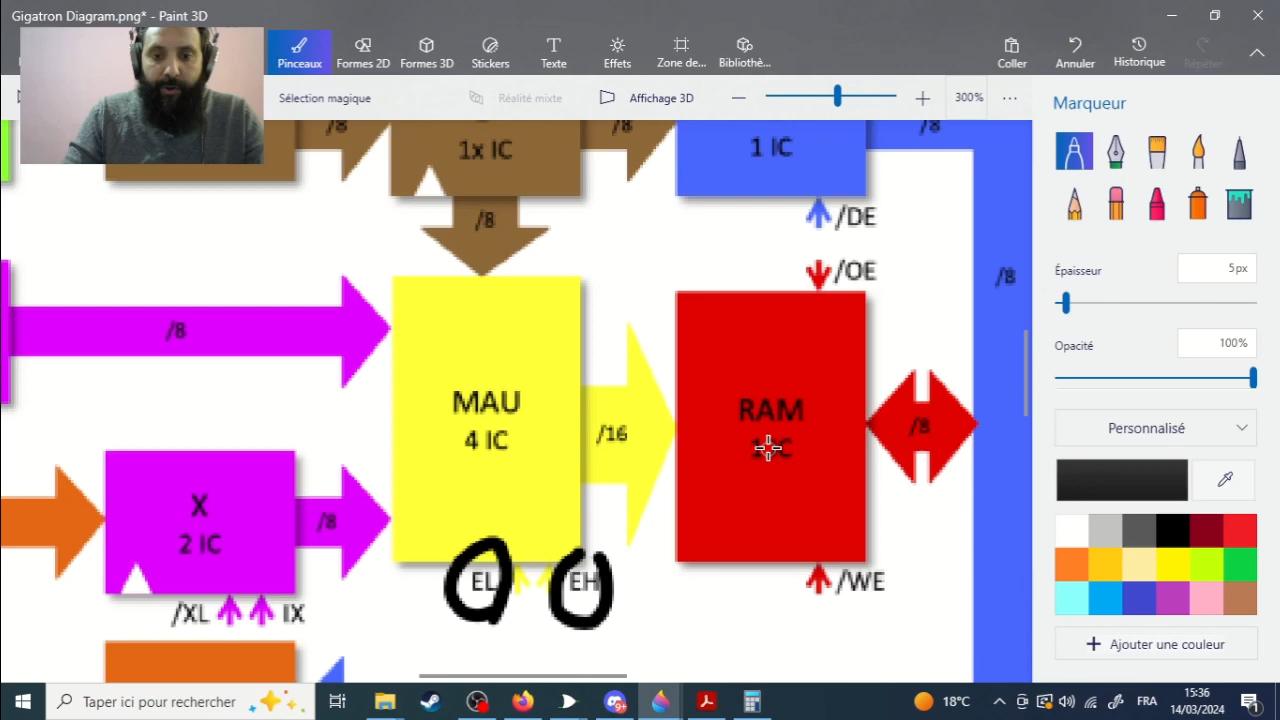 Gigatron Diagram.png* - Paint 3D
Pinceaux
Formes 2D
Formes 3D
Stickers
Texte
Effets
Zone de...
Bibliothè...
Coller
Annuler
Historique
Répéter
Sélection magique
Réalité mixte
Affichage 3D
300%
Marqueur
Épaisseur
5px
Opacité
100%
Personnalisé
Ajouter une couleur
/8
/8
/8
1x IC
1 IC
/8
/DE
/OE
/8
/8
MAU
4 IC
/16
RAM
/8
X
2 IC
/8
EL
EH
/WE
/XL
IX
Taper ici pour rechercher
9+
18°C
FRA
15:36
14/03/2024
1